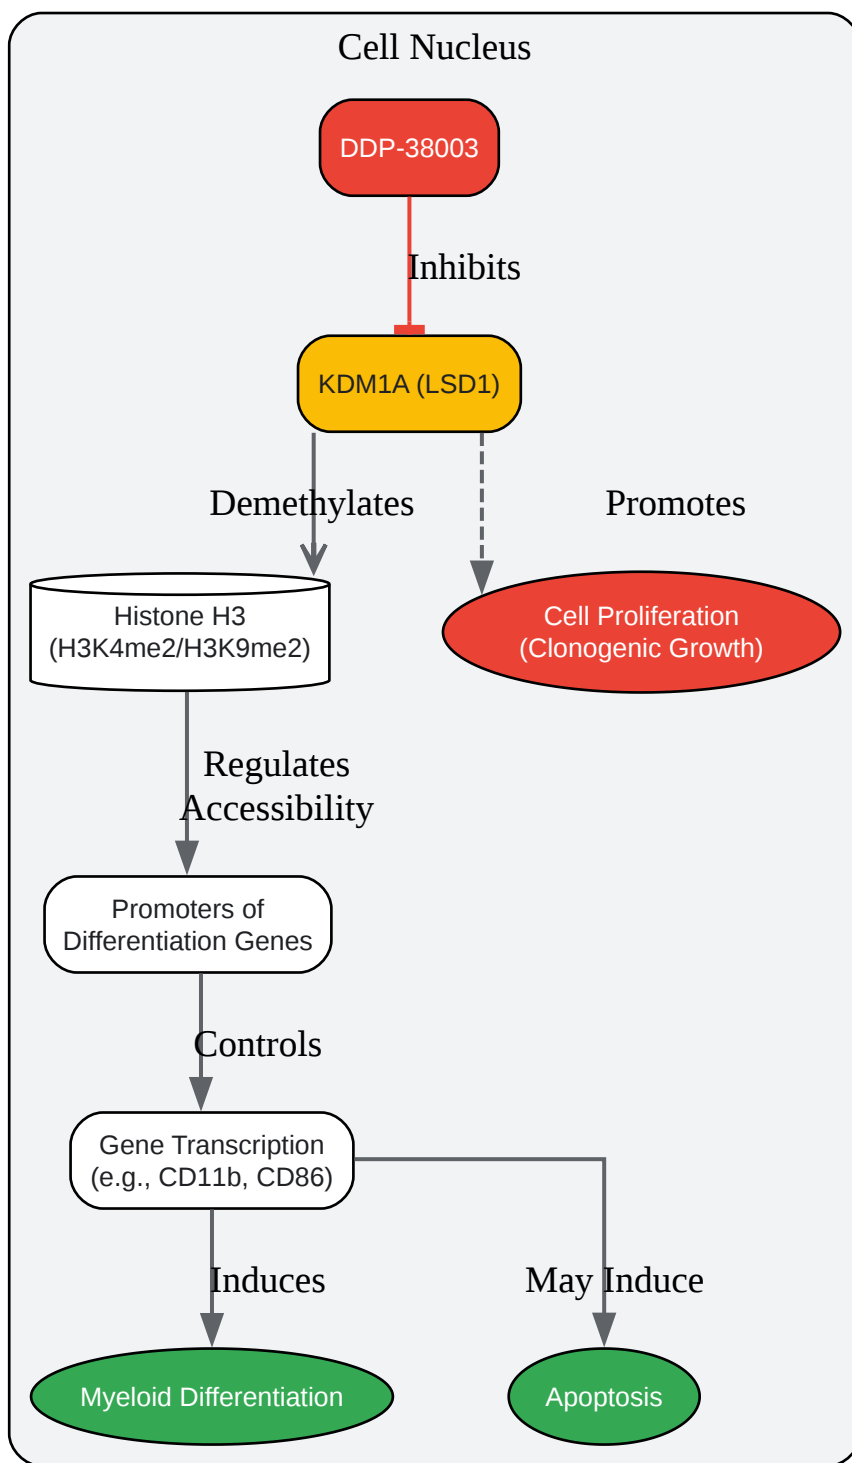 Cell Nucleus
DDP-38003
Inhibits
KDM1A (LSD1)
Demethylates
Promotes
Histone H3
(H3K4me2/H3K9me2)
Cell Proliferation
(Clonogenic Growth)
Regulates
Accessibility
Promoters of
Differentiation Genes
Controls
Gene Transcription
(e.g., CD11b, CD86)
Induces
May Induce
Myeloid Differentiation
Apoptosis